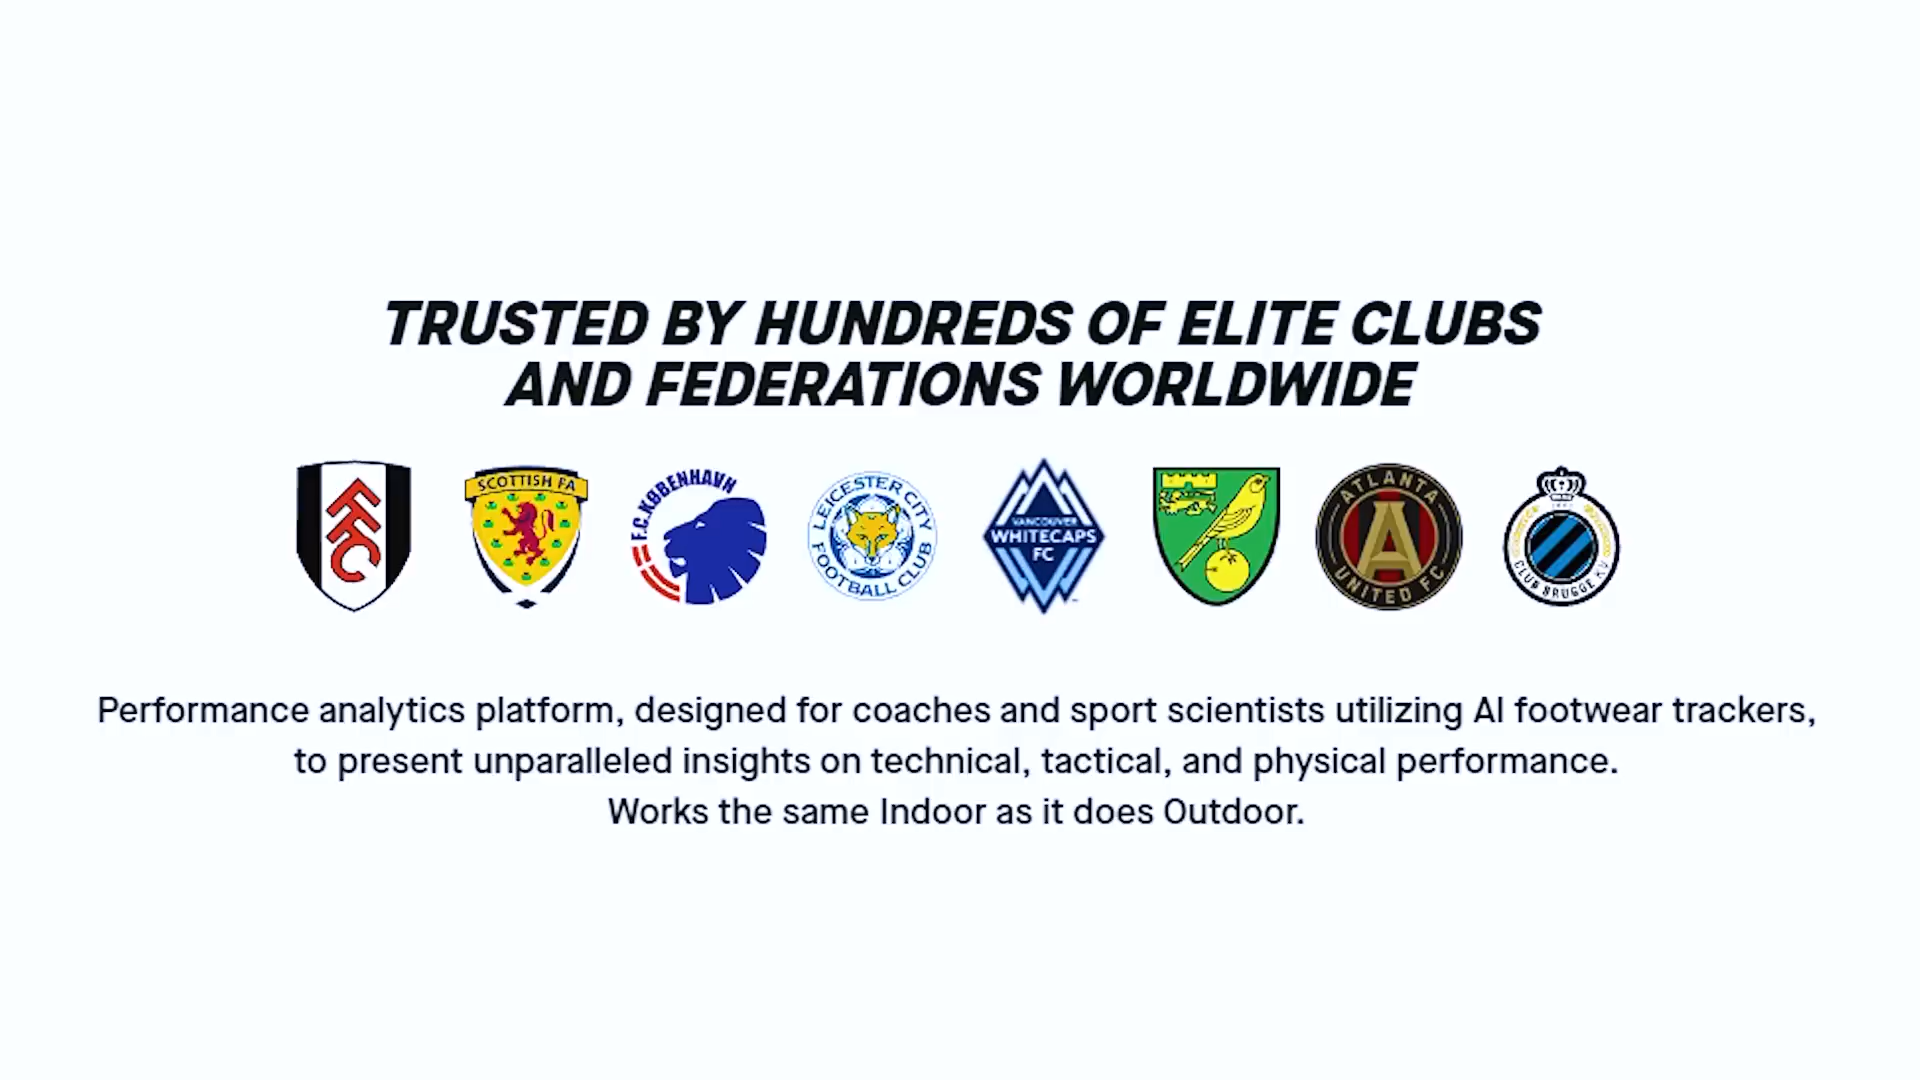 TRUSTED BY HUNDREDS OF ELITE CLUBS
AND FEDERATIONS WORLDWIDE
FFC
SCOTTISH FA
F.C. KØBENHAVN
LEICESTER CITY
FOOTBALL CLUB
VANCOUVER
WHITECAPS
FC
ATLANTA
A
UNITED FC
CLUB BRUGGE K.V.
Performance analytics platform, designed for coaches and sport scientists utilizing AI footwear trackers,
to present unparalleled insights on technical, tactical, and physical performance.
Works the same Indoor as it does Outdoor.